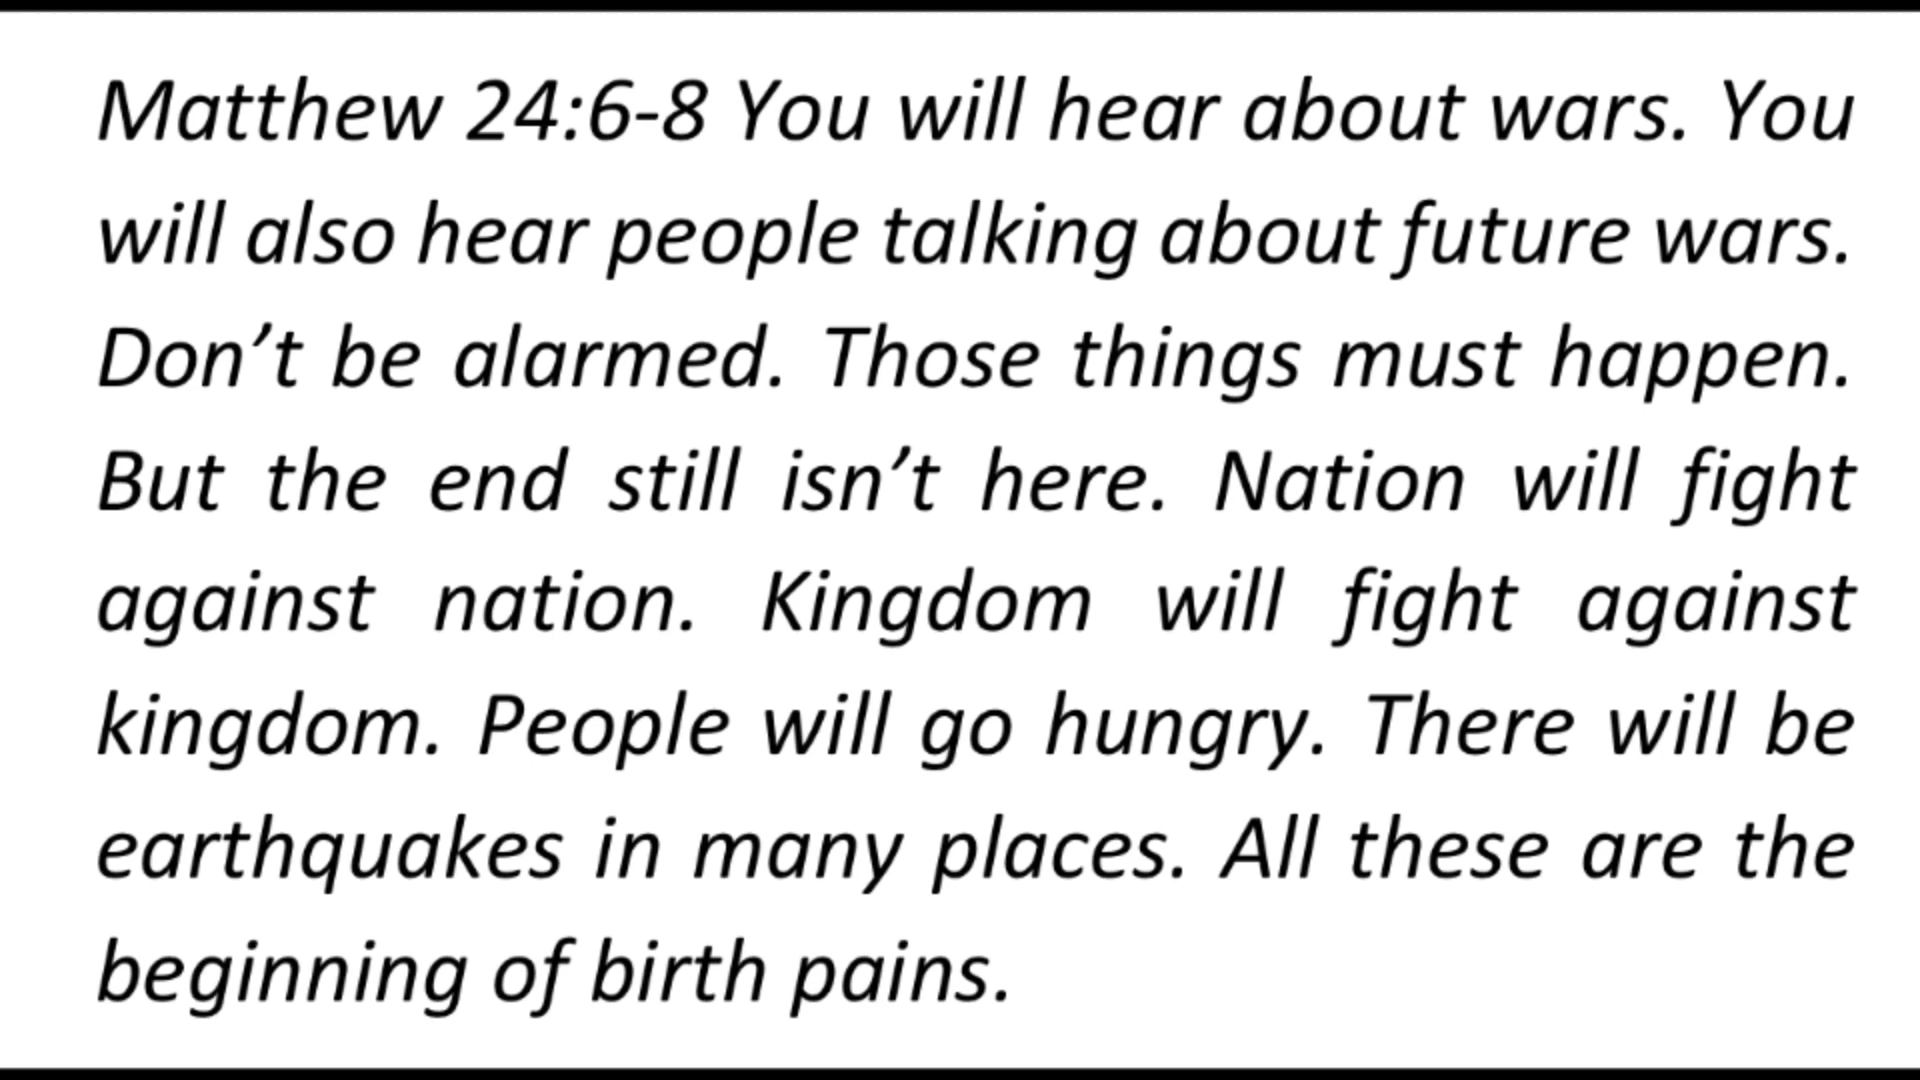 Matthew 24:6-8 You will hear about wars. You
will also hear people talking about future wars.
Don’t be alarmed. Those things must happen.
But the end still isn’t here. Nation will fight
against nation. Kingdom will fight against
kingdom. People will go hungry. There will be
earthquakes in many places. All these are the
beginning of birth pains.